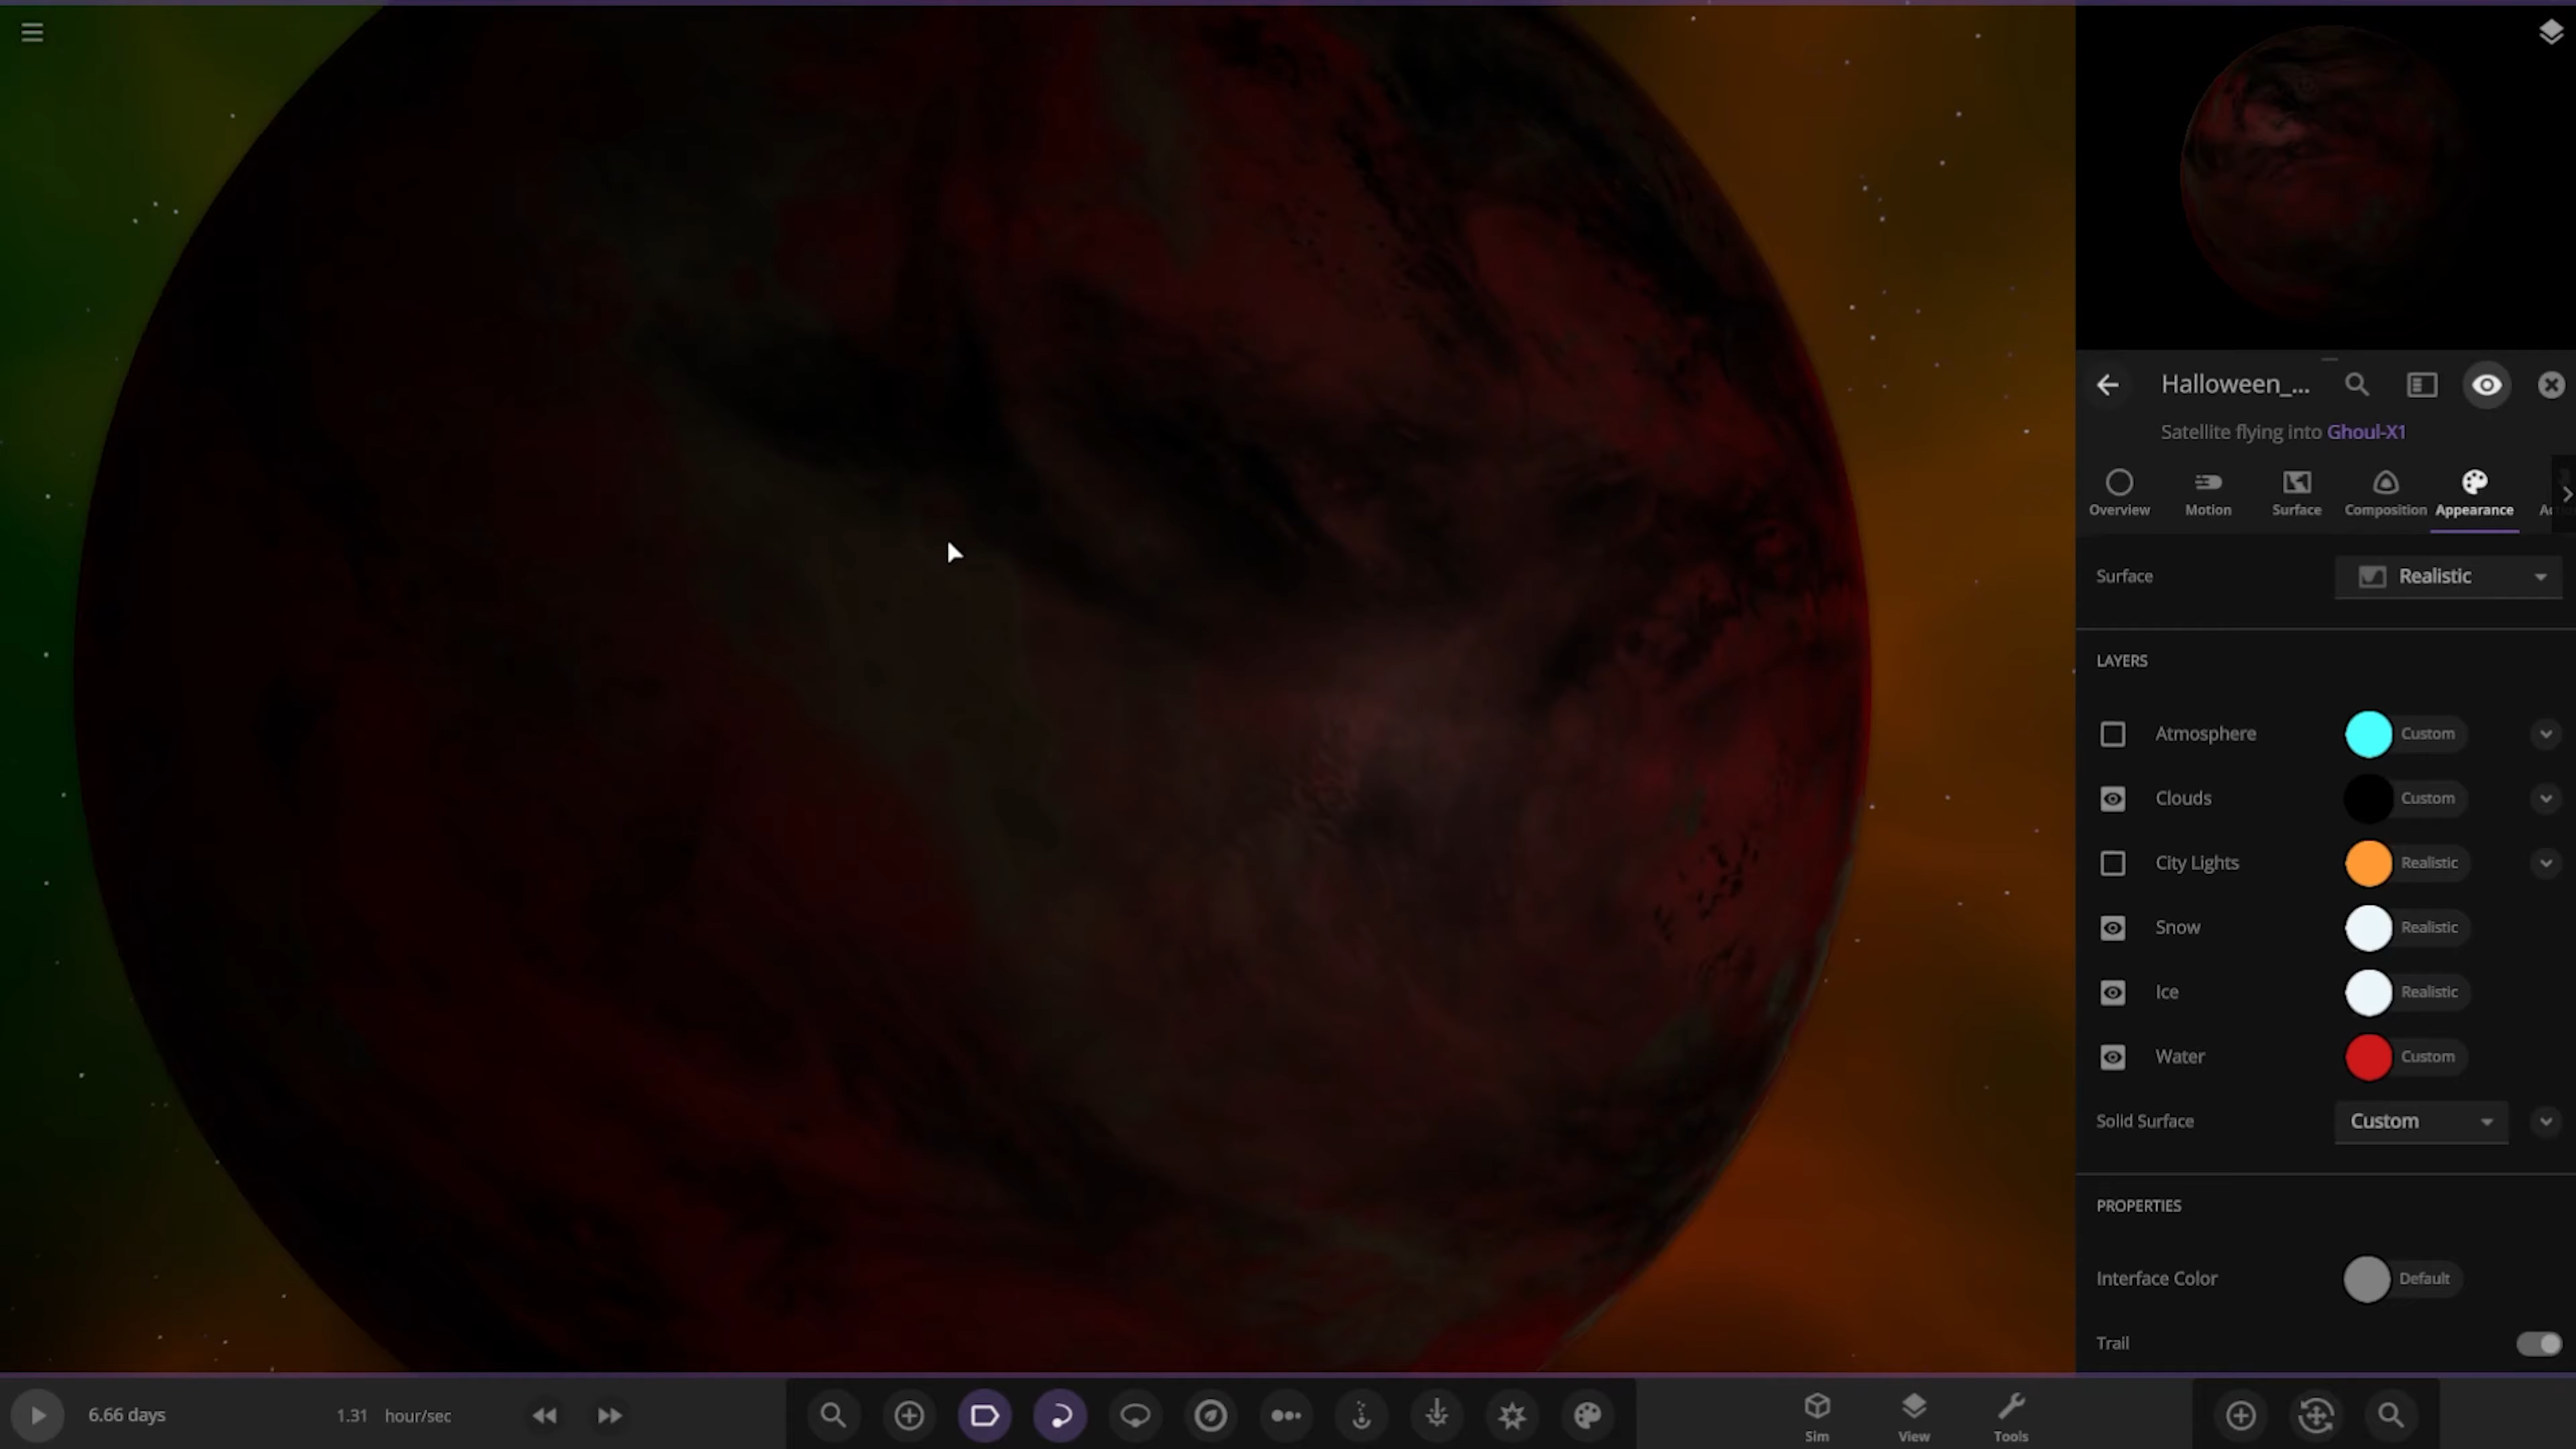 Halloween_...
Satellite flying into Ghoul-X1
Overview
Motion
Surface
Composition
Appearance
Surface
Realistic
LAYERS
Atmosphere
Custom
Clouds
Custom
City Lights
Realistic
Snow
Realistic
Ice
Realistic
Water
Custom
Solid Surface
Custom
PROPERTIES
Interface Color
Default
Trail
6.66 days
1.31 hour/sec
Sim
View
Tools